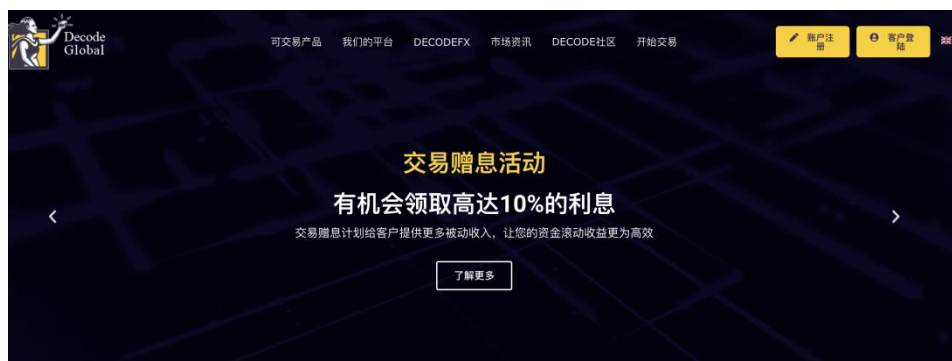 Decode
Global
可交易产品 我们的平台 DECODEFX 市场资讯 DECODE社区 开始交易
账户注
册
客户登
陆
交易赠息活动
有机会领取高达10%的利息
交易赠息计划给客户提供更多被动收入，让您的资金滚动收益更为高效
了解更多